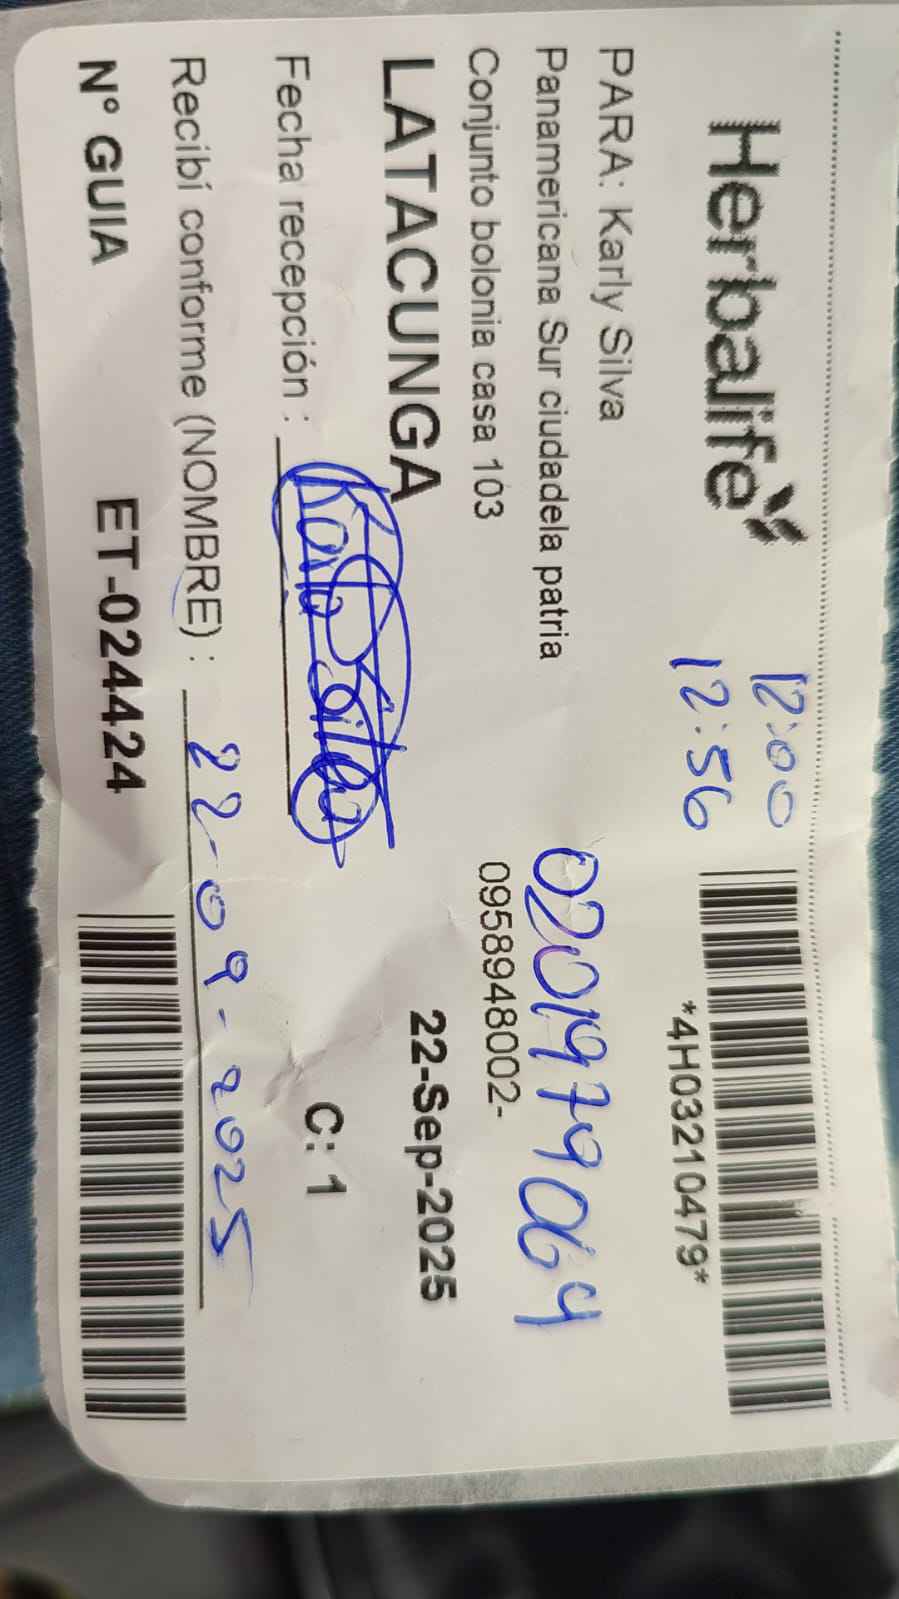 Herbalife
12:00
12:56
*4H03210479*
PARA: Karly Silva
Panamericana Sur ciudadela patria
0201979064
Conjunto bolonia casa 103
0958948002-
LATACUNGA
22-Sep-2025
Fecha recepción :
C: 1
Recibí conforme (NOMBRE) : 22-09-2025
N° GUIA ET-024424